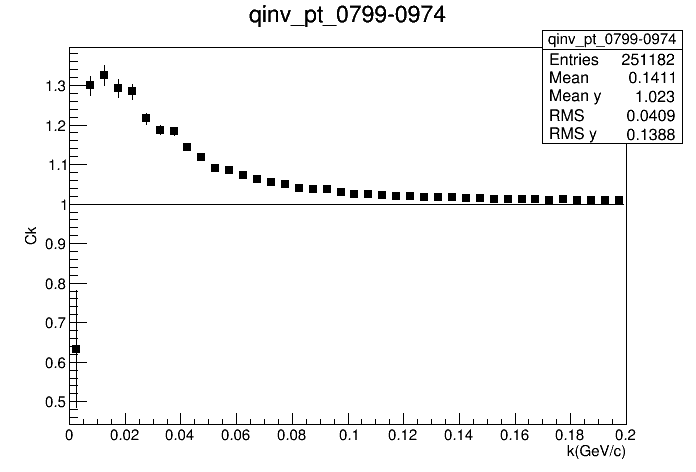 qinv_pt_0799-0974
qinv_pt_0799-0974
Entries 251182
Mean 0.1411
Mean y 1.023
RMS 0.0409
RMS y 0.1388
Ck
1.3
1.2
1.1
1
0.9
0.8
0.7
0.6
0.5
0 0.02 0.04 0.06 0.08 0.1 0.12 0.14 0.16 0.18 0.2
k(GeV/c)